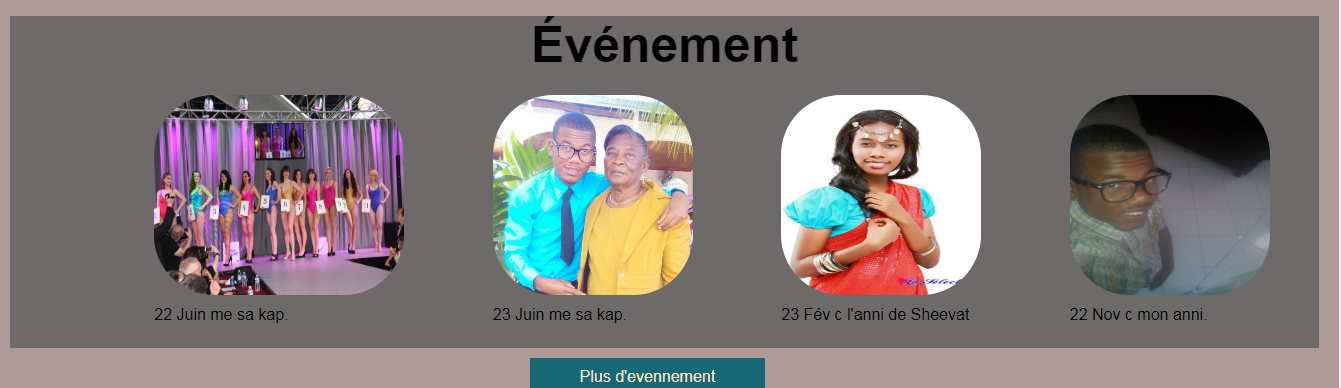 Événement
22 Juin me sa kap.
23 Juin me sa kap.
23 Fév c l'anni de Sheevat
22 Nov c mon anni.
Plus d'evennement